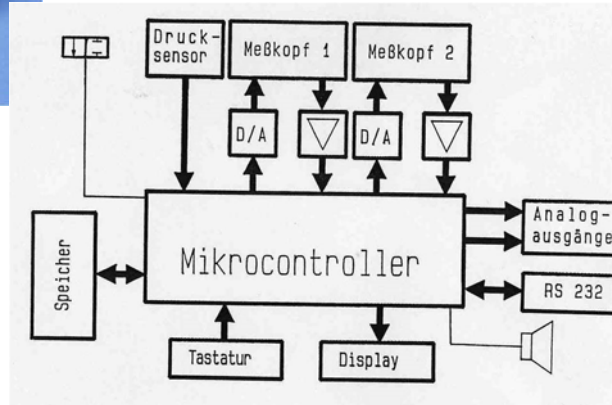 Druck-
sensor
Meßkopf 1
Meßkopf 2
D/A
D/A
Mikrocontroller
Speicher
Analog-
ausgänge
RS 232
Tastatur
Display